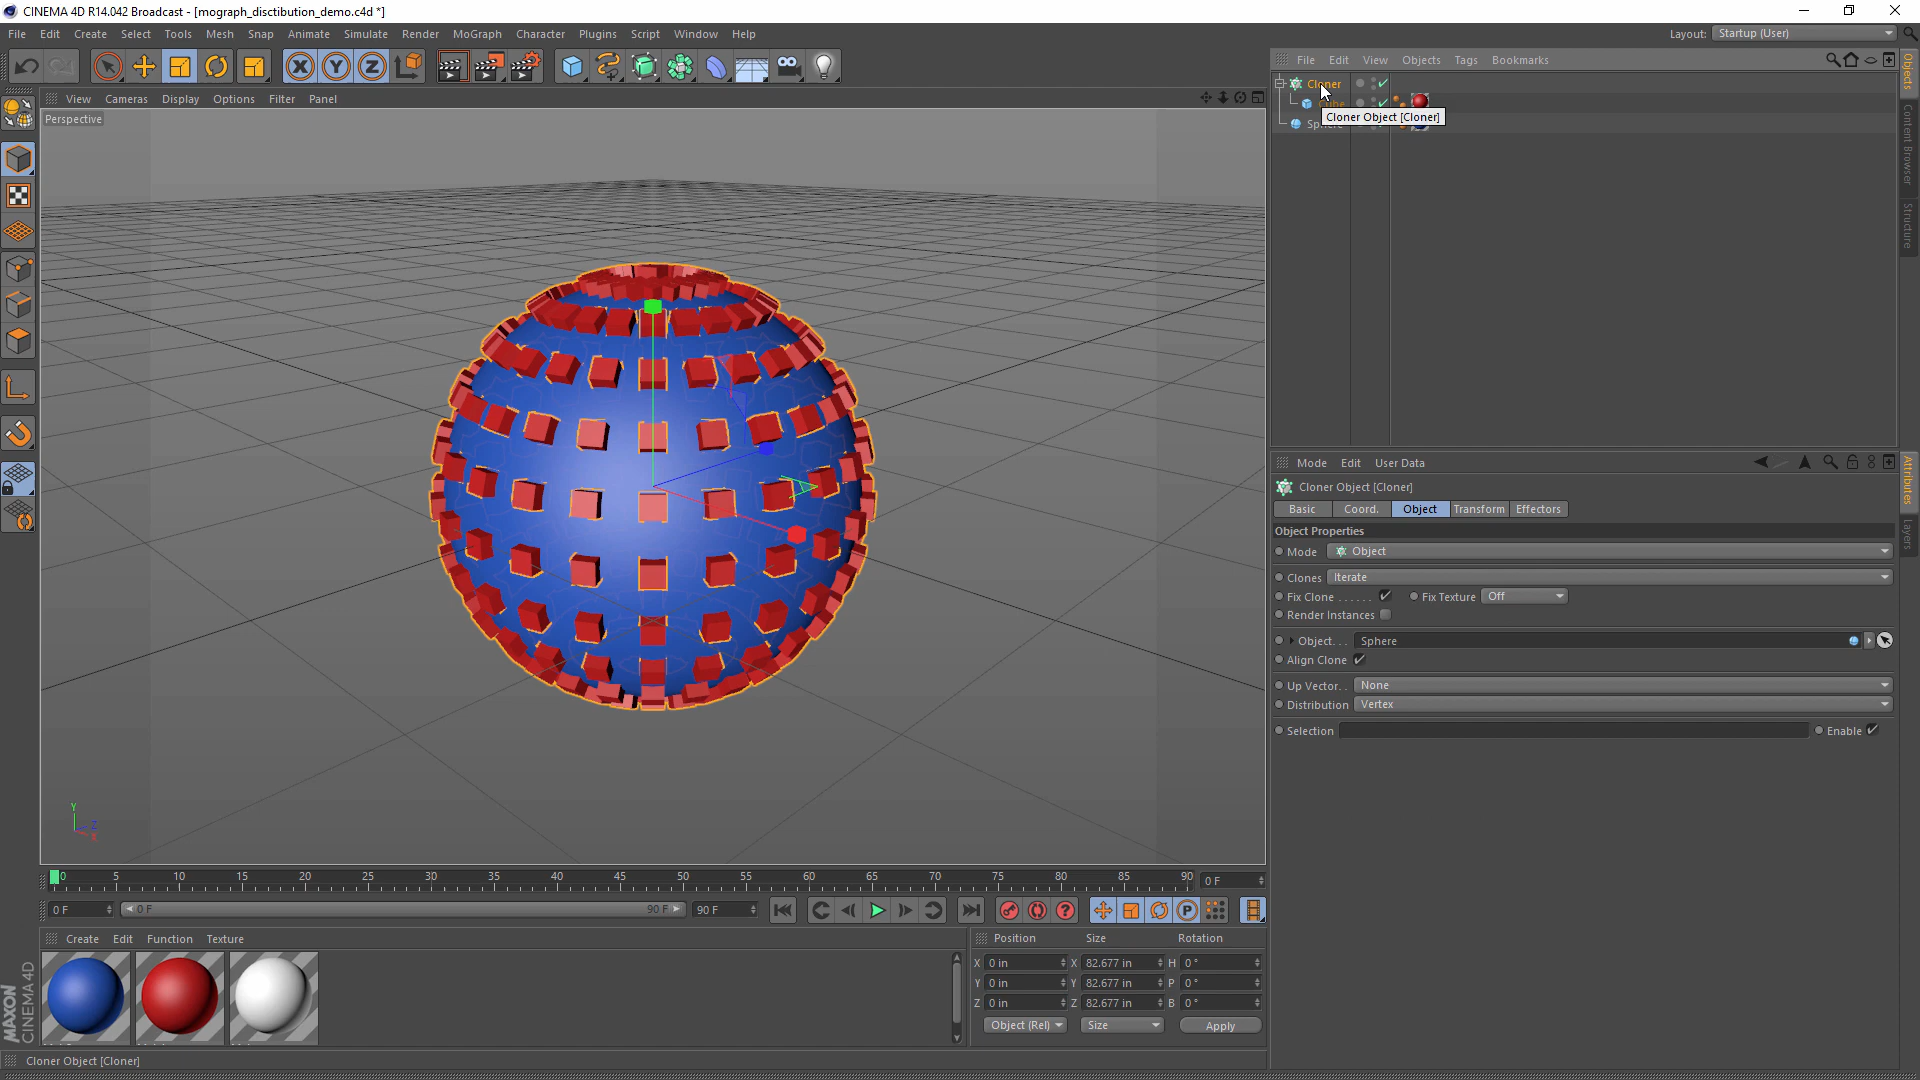 CINEMA 4D R14.042 Broadcast - [mograph_disctibution_demo.c4d *]
File Edit Create Select Tools Mesh Snap Animate Simulate Render MoGraph Character Plugins Script Window Help
Layout: Startup (User)
File Edit View Objects Tags Bookmarks
Cloner
Cube
Cloner Object [Cloner]
Objects
Content Browser
Structure
View Cameras Display Options Filter Panel
Perspective
Y
Z
X
Mode Edit User Data
Cloner Object [Cloner]
Basic Coord. Object Transform Effectors
Object Properties
Mode Object
Clones Iterate
Fix Clone ...... Fix Texture Off
Render Instances
Object. . . Sphere
Align Clone
Up Vector. . None
Distribution Vertex
Selection Enable
Attributes
Layers
0 5 10 15 20 25 30 35 40 45 50 55 60 65 70 75 80 85 90 0 F
0 F 0 F 90 F 90 F
Create Edit Function Texture
Position Size Rotation
X 0 in X 82.677 in H 0 °
Y 0 in Y 82.677 in P 0 °
Z 0 in Z 82.677 in B 0 °
Object (Rel) Size Apply
MAXON
CINEMA 4D
Cloner Object [Cloner]